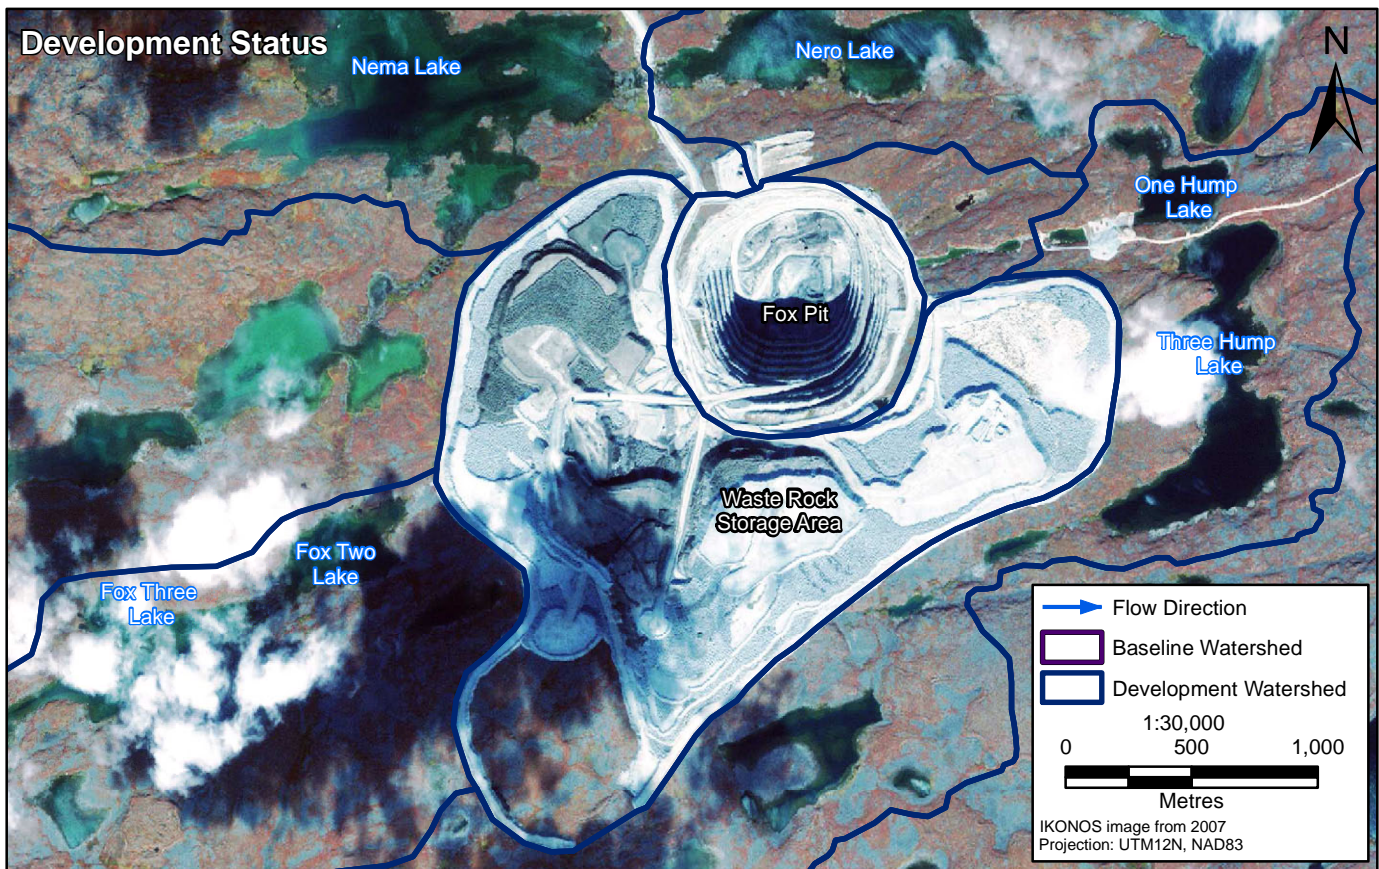 Development Status
Nema Lake
Nero Lake
N
One Hump
Lake
Fox Pit
Three Hump
Lake
Waste Rock
Storage Area
Fox Two
Lake
Fox Three
Lake
Flow Direction
Baseline Watershed
Development Watershed
1:30,000
0 500 1,000
Metres
IKONOS image from 2007
Projection: UTM12N, NAD83